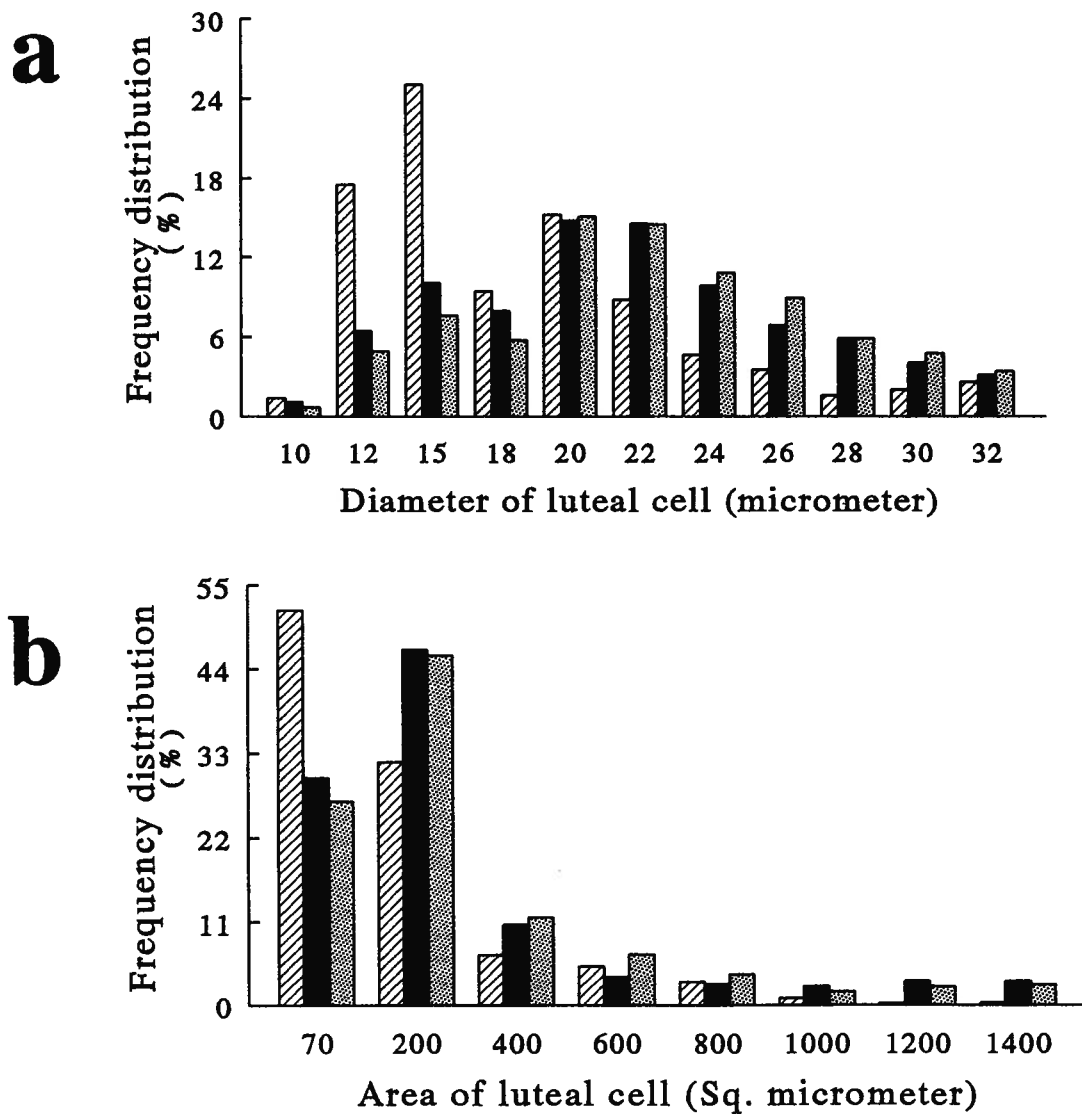 a
Frequency distribution
(%)
30
24
18
12
6
0
10 12 15 18 20 22 24 26 28 30 32
Diameter of luteal cell (micrometer)
b
Frequency distribution
(%)
55
44
33
22
11
0
70 200 400 600 800 1000 1200 1400
Area of luteal cell (Sq. micrometer)